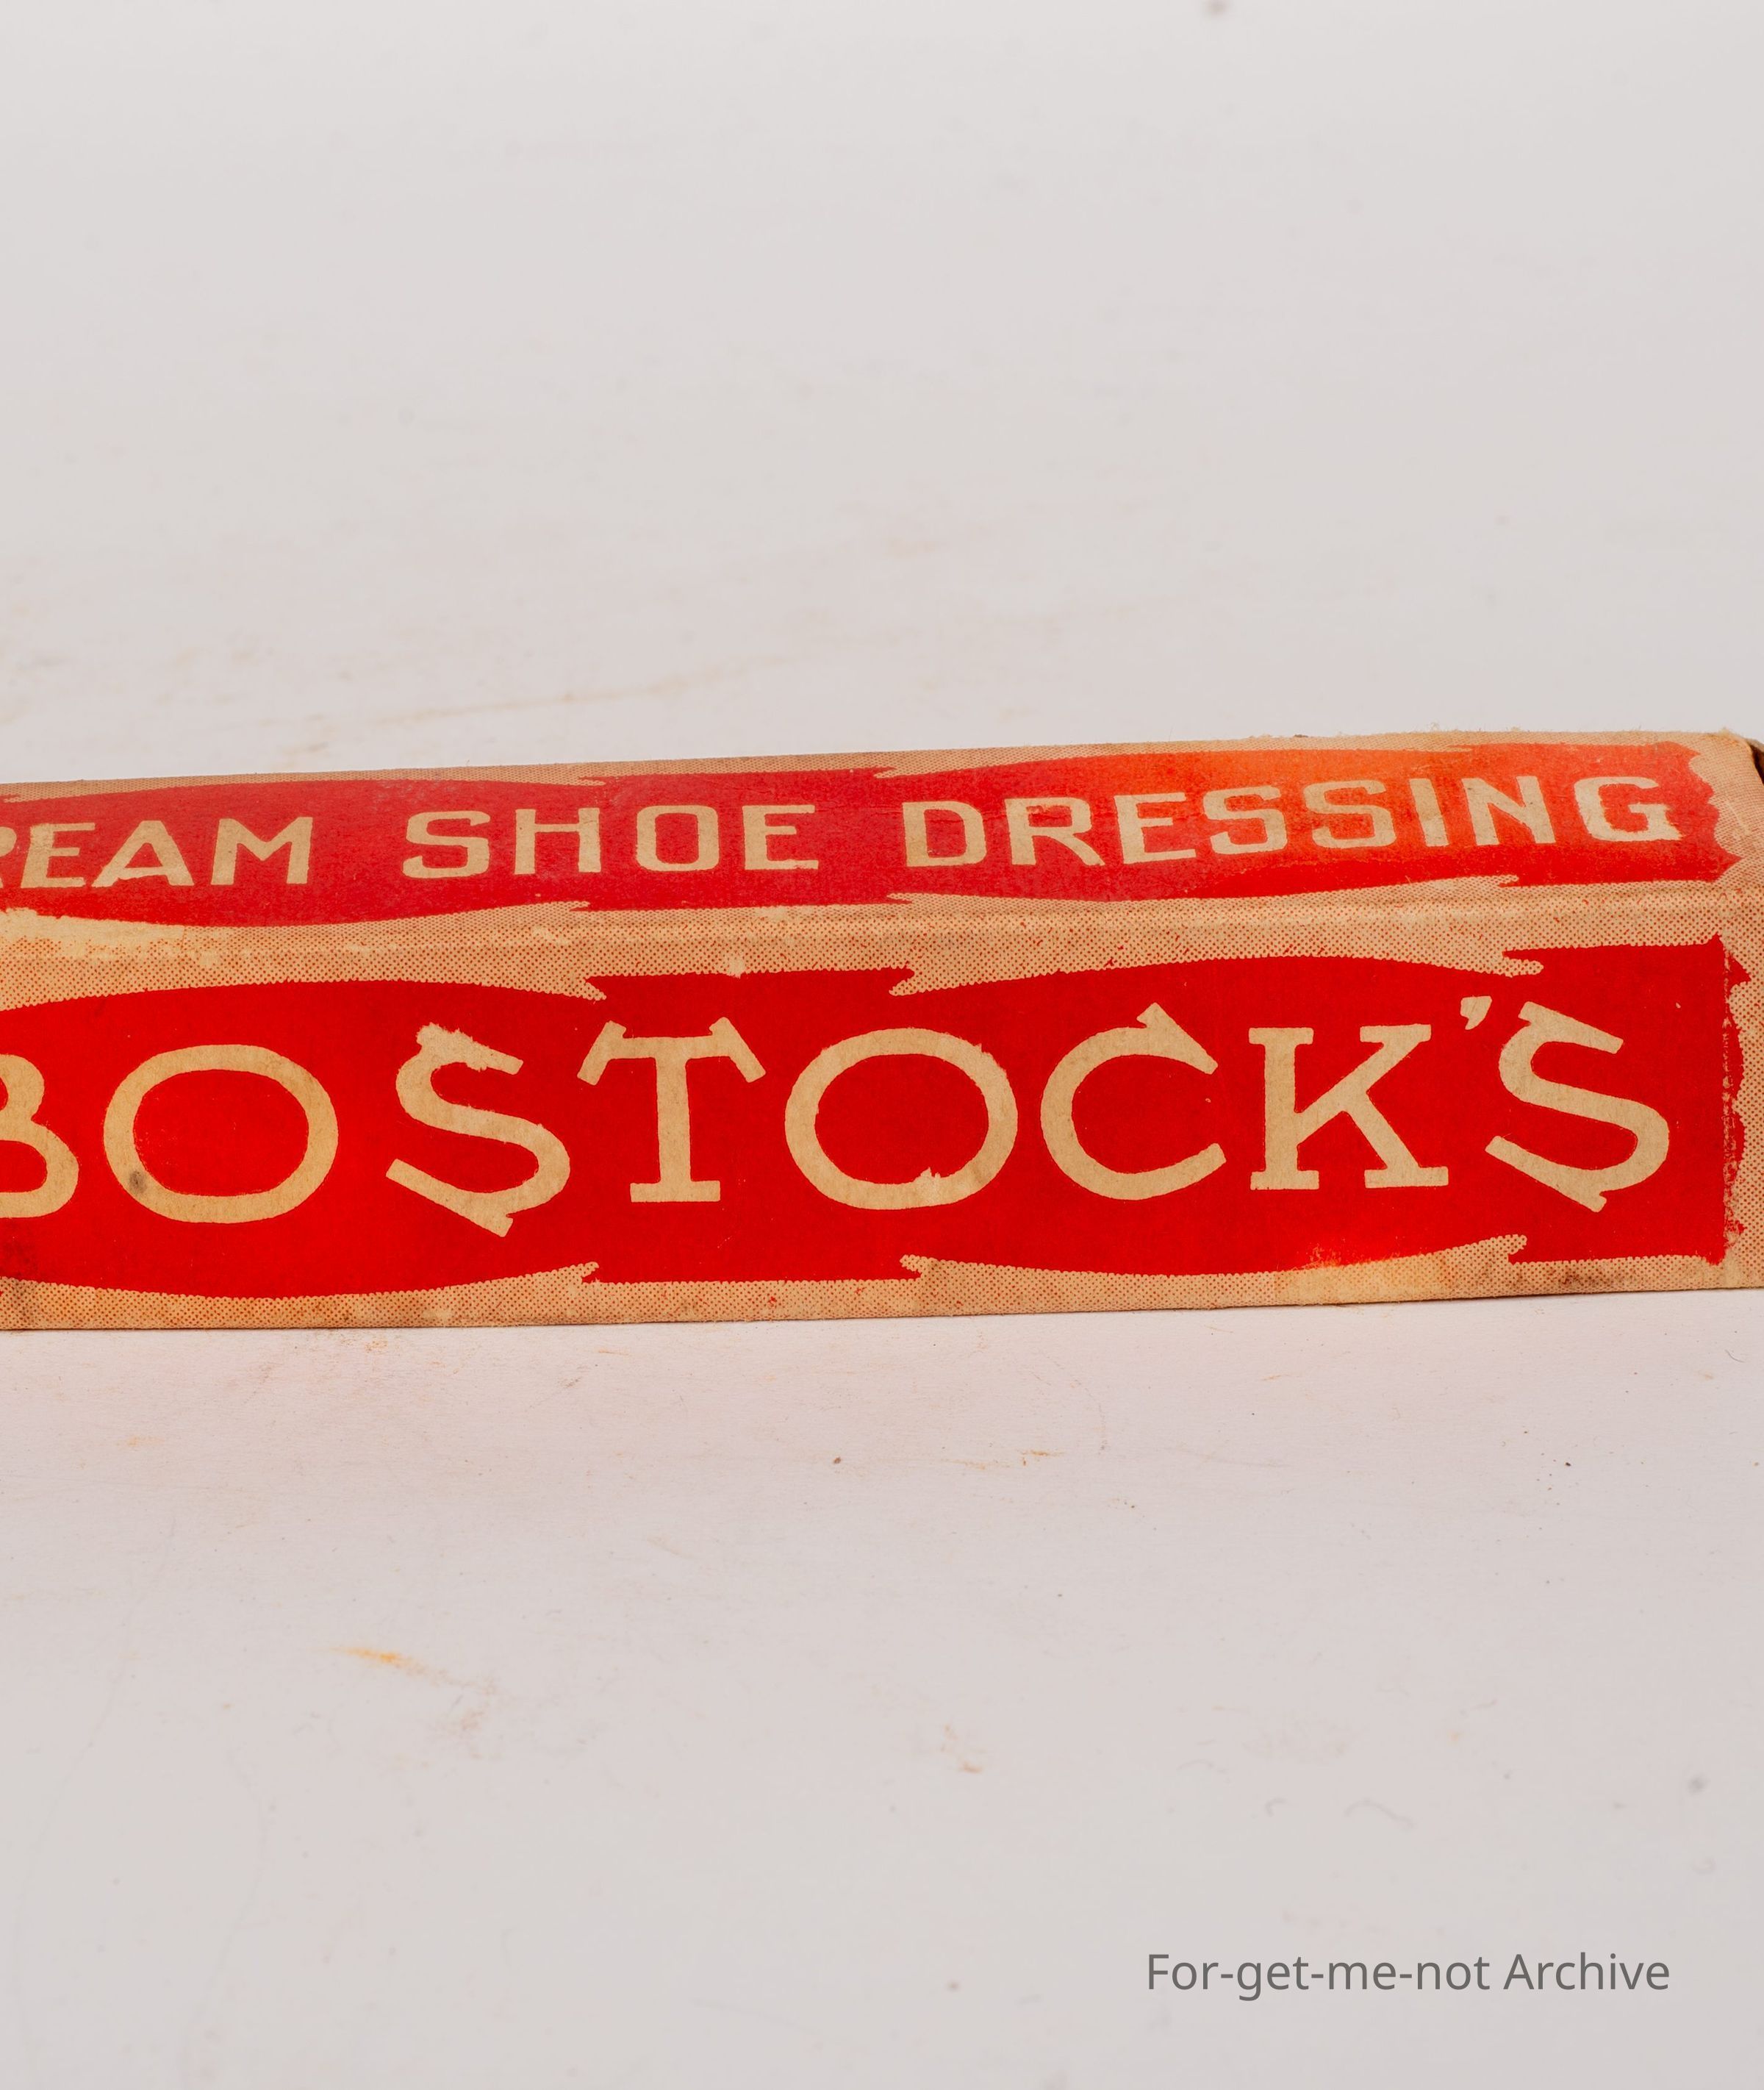 REAM SHOE DRESSING
BOSTOCK'S
For-get-me-not Archive